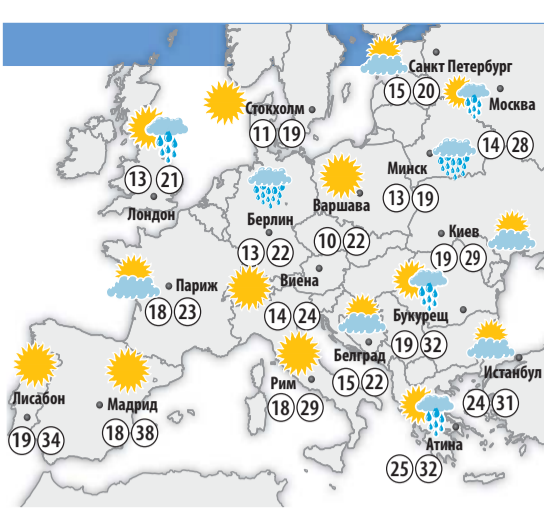 Санкт Петербург
15 20
Москва
14 28
Стокхолм
11 19
Минск
13 19
13 21
Лондон
Варшава
10 22
Берлин
13 22
Киев
19 29
Париж
18 23
Виена
14 24
Букурещ
19 32
Белград
15 22
Истанбул
24 31
Рим
18 29
Лисабон
19 34
Мадрид
18 38
Атина
25 32